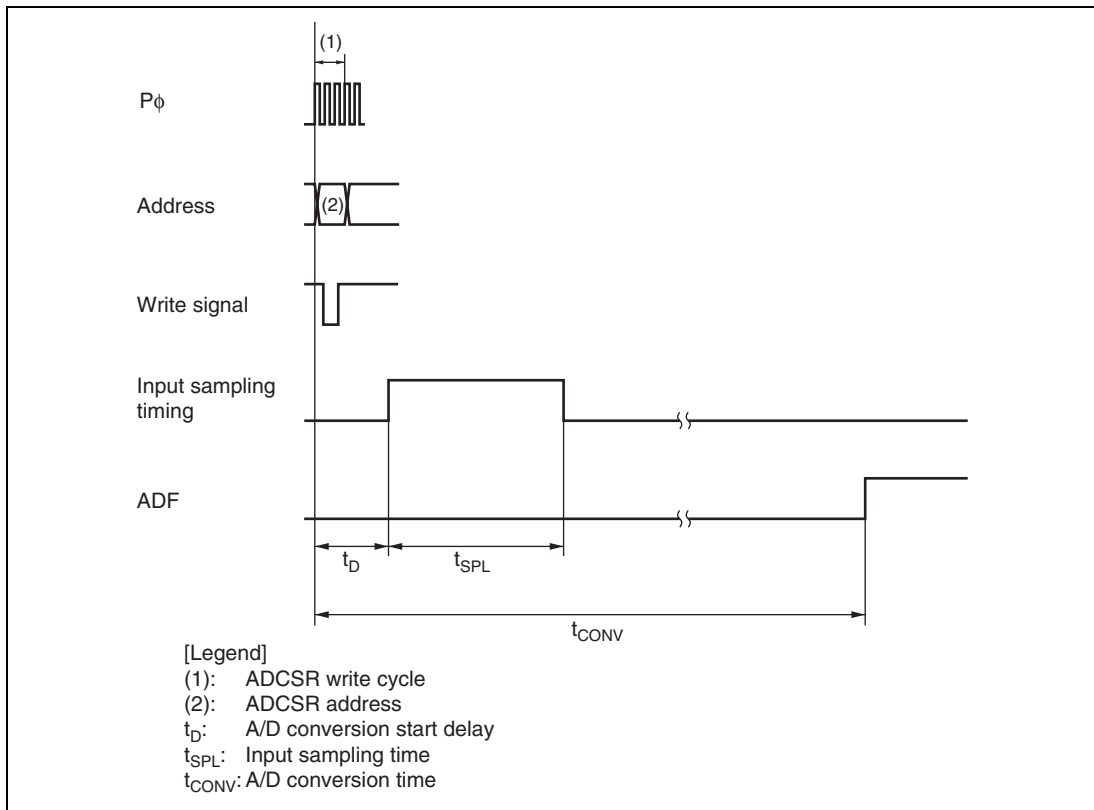 (1)
Pϕ
Address
(2)
Write signal
Input sampling
timing
ADF
tD
tSPL
tCONV
[Legend]
(1): ADCSR write cycle
(2): ADCSR address
tD: A/D conversion start delay
tSPL: Input sampling time
tCONV: A/D conversion time